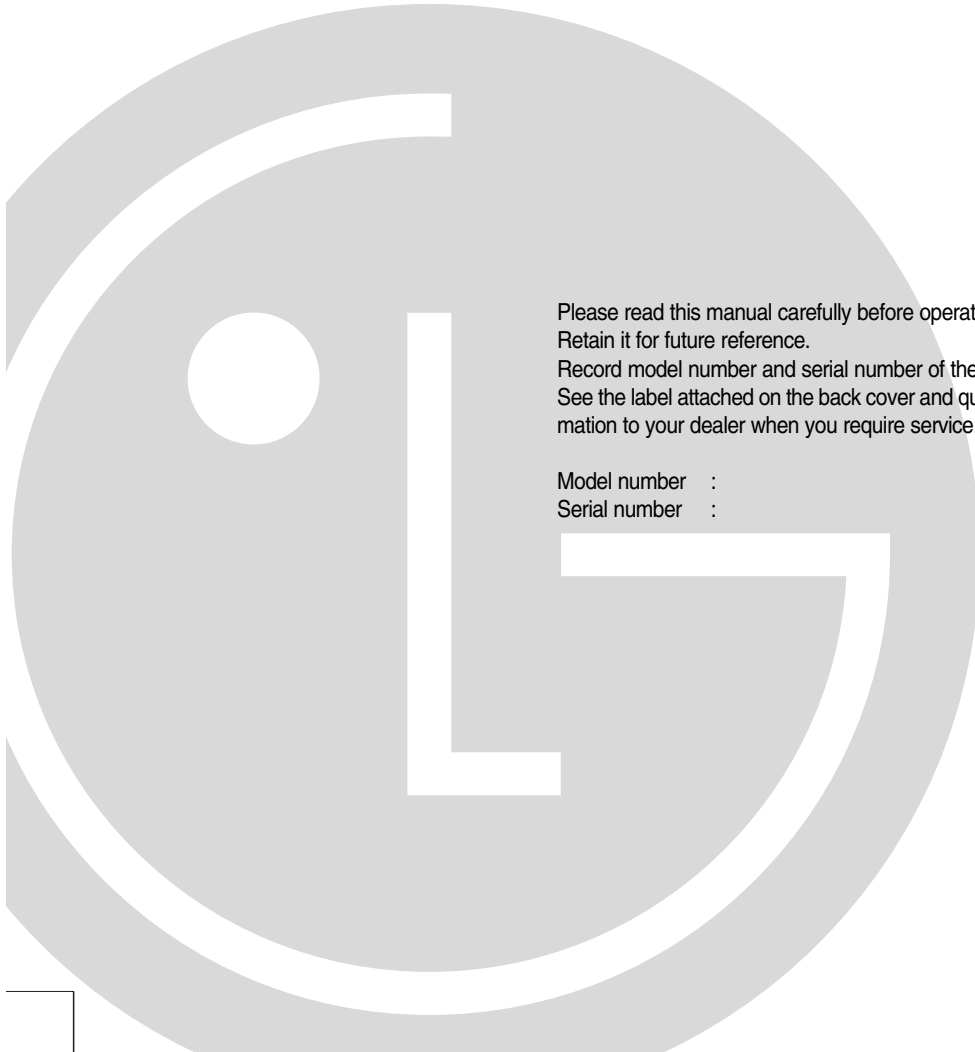 Please read this manual carefully before operat
Retain it for future reference.
Record model number and serial number of the
See the label attached on the back cover and qu
mation to your dealer when you require service
Model number :
Serial number :